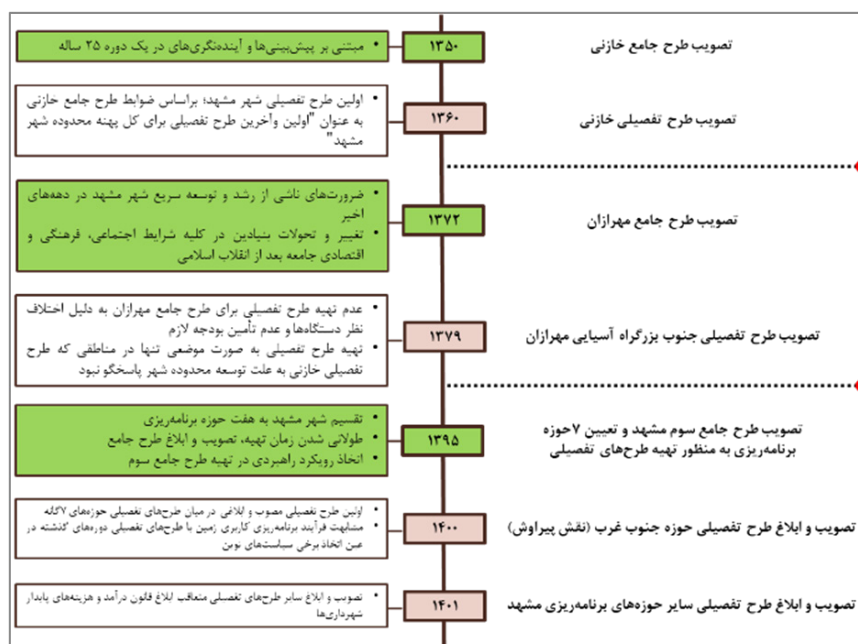 تصویب طرح جامع خازنی
۱۳۵۰
• مبتنی بر پیش‌بینی‌ها و آینده‌نگری‌های در یک دوره ۲۵ ساله
تصویب طرح تفصیلی خازنی
۱۳۶۰
• اولین طرح تفصیلی شهر مشهد؛ براساس ضوابط طرح جامع خازنی
به عنوان "اولین وآخرین طرح تفصیلی برای کل پهنه محدوده شهر
مشهد"
تصویب طرح جامع مهرازان
۱۳۷۲
• ضرورت‌های ناشی از رشد و توسعه سریع شهر مشهد در دهه‌های
اخیر
• تغییر و تحولات بنیادین در کلیه شرایط اجتماعی، فرهنگی و
اقتصادی جامعه بعد از انقلاب اسلامی
تصویب طرح تفصیلی جنوب بزرگراه آسیایی مهرازان
۱۳۷۹
• عدم تهیه طرح تفصیلی برای طرح جامع مهرازان به دلیل اختلاف
نظر دستگاه‌ها و عدم تأمین بودجه لازم
• تهیه طرح تفصیلی به صورت موضعی تنها در مناطقی که طرح
تفصیلی خازنی به علت توسعه محدوده شهر پاسخگو نبود
تصویب طرح جامع سوم مشهد و تعیین ۷حوزه
برنامه‌ریزی به منظور تهیه طرح‌های تفصیلی
۱۳۹۵
• تقسیم شهر مشهد به هفت حوزه برنامه‌ریزی
• طولانی شدن زمان تهیه، تصویب و ابلاغ طرح جامع
• اتخاذ رویکرد راهبردی در تهیه طرح جامع سوم
تصویب و ابلاغ طرح تفصیلی حوزه جنوب غرب (نقش پیراوش)
۱۴۰۰
• اولین طرح تفصیلی مصوب و ابلاغی در میان طرح‌های تفصیلی حوزه‌های ۷گانه
• مشابهت فرآیند برنامه‌ریزی کاربری زمین با طرح‌های تفصیلی دوره‌های گذشته در
عین اتخاذ برخی سیاست‌های نوین
تصویب و ابلاغ طرح تفصیلی سایر حوزه‌های برنامه‌ریزی مشهد
۱۴۰۱
• تصویب و ابلاغ سایر طرح‌های تفصیلی متعاقب ابلاغ قانون درآمد و هزینه‌های پایدار
شهرداری‌ها